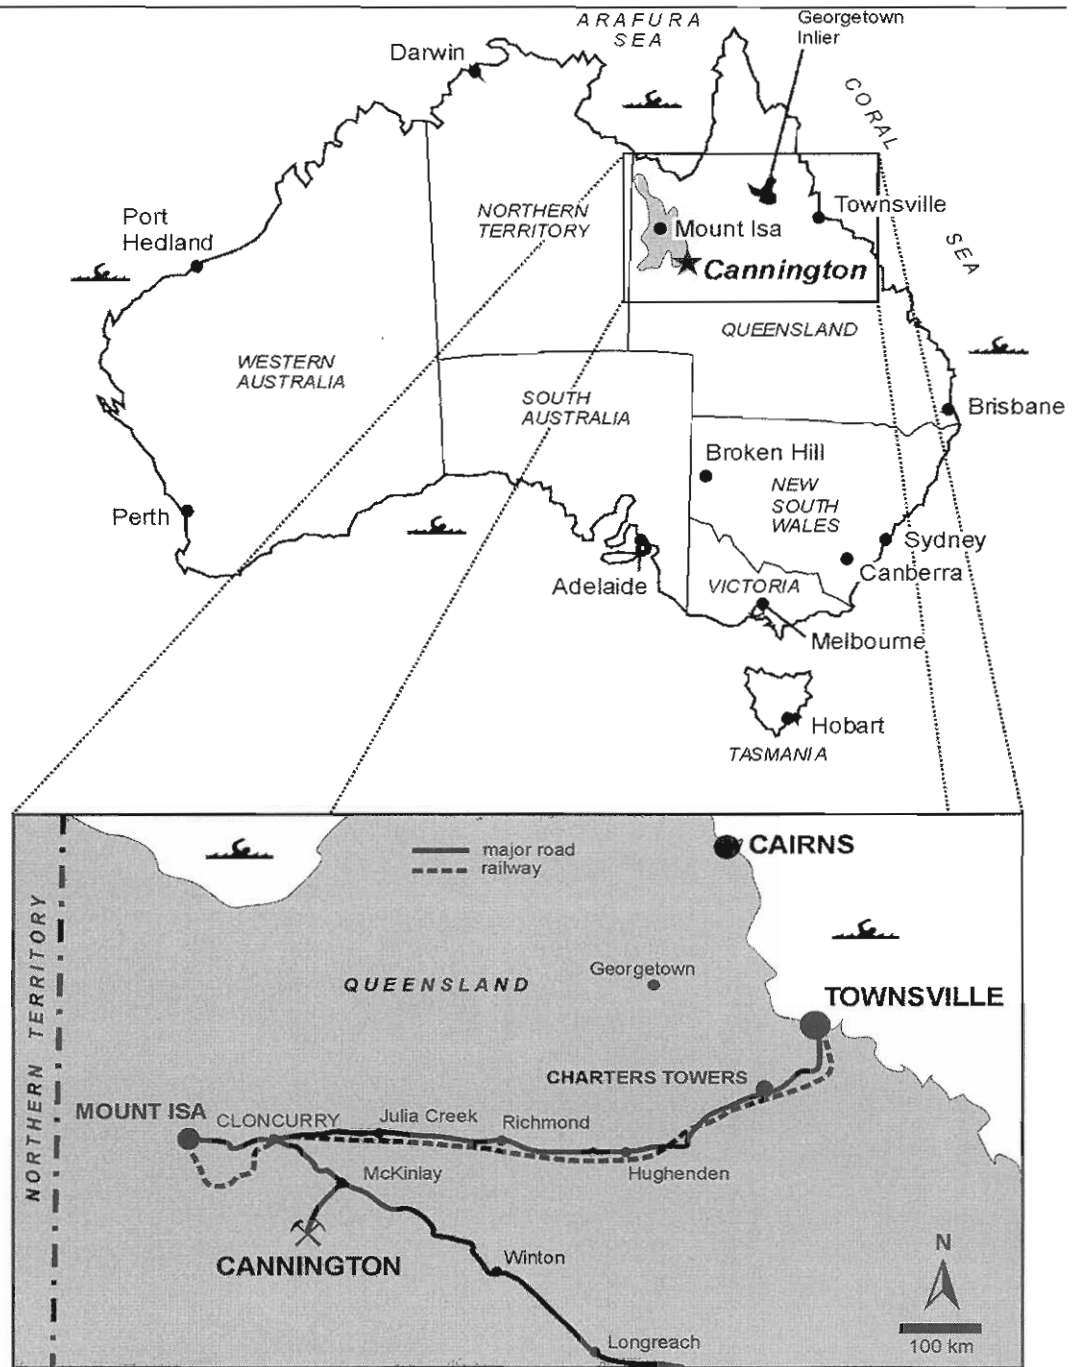 ARAFURA
SEA
Georgetown
Inlier
Darwin
CORAL
SEA
Port
Hedland
NORTHERN
TERRITORY
Townsville
Mount Isa
Cannington
QUEENSLAND
WESTERN
AUSTRALIA
SOUTH
AUSTRALIA
Brisbane
Broken Hill
NEW
SOUTH
WALES
Perth
Sydney
Canberra
Adelaide
VICTORIA
Melbourne
Hobart
TASMANIA
CAIRNS
major road
railway
NORTHERN TERRITORY
QUEENSLAND
Georgetown
TOWNSVILLE
CHARTERS TOWERS
MOUNT ISA
CLONCURRY
Julia Creek
Richmond
McKinlay
Hughenden
CANNINGTON
Winton
N
Longreach
100 km